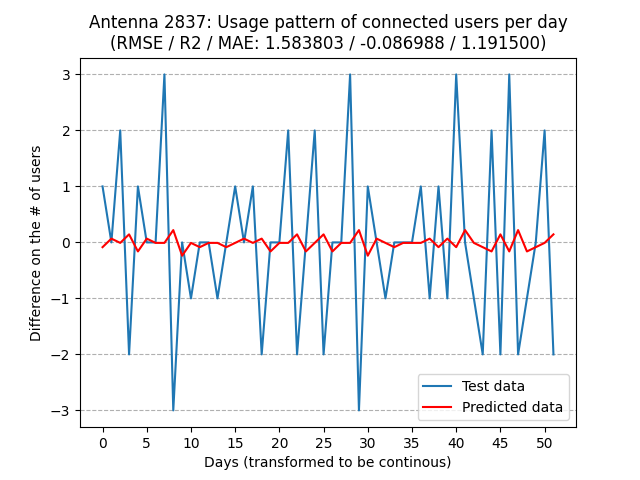 Antenna 2837: Usage pattern of connected users per day
(RMSE / R2 / MAE: 1.583803 / -0.086988 / 1.191500)
Difference on the # of users
3
2
1
0
−1
−2
−3
Test data
Predicted data
0 5 10 15 20 25 30 35 40 45 50
Days (transformed to be continous)